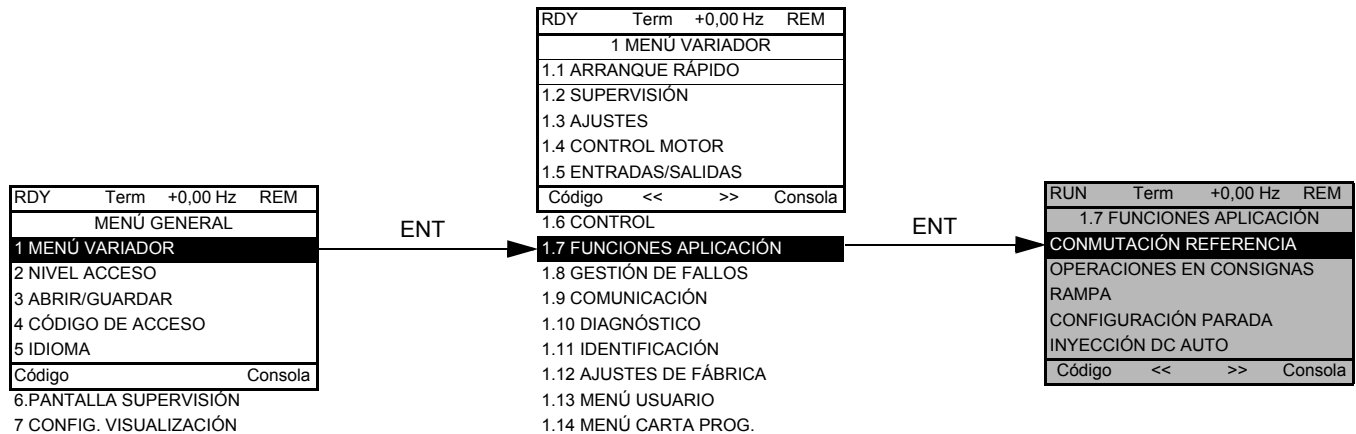 RDY Term +0,00 Hz REM
MENÚ GENERAL
1 MENÚ VARIADOR
2 NIVEL ACCESO
3 ABRIR/GUARDAR
4 CÓDIGO DE ACCESO
5 IDIOMA
Código Consola
6.PANTALLA SUPERVISIÓN
7 CONFIG. VISUALIZACIÓN
ENT
RDY Term +0,00 Hz REM
1 MENÚ VARIADOR
1.1 ARRANQUE RÁPIDO
1.2 SUPERVISIÓN
1.3 AJUSTES
1.4 CONTROL MOTOR
1.5 ENTRADAS/SALIDAS
Código << >> Consola
1.6 CONTROL
1.7 FUNCIONES APLICACIÓN
1.8 GESTIÓN DE FALLOS
1.9 COMUNICACIÓN
1.10 DIAGNÓSTICO
1.11 IDENTIFICACIÓN
1.12 AJUSTES DE FÁBRICA
1.13 MENÚ USUARIO
1.14 MENÚ CARTA PROG.
ENT
RUN Term +0,00 Hz REM
1.7 FUNCIONES APLICACIÓN
CONMUTACIÓN REFERENCIA
OPERACIONES EN CONSIGNAS
RAMPA
CONFIGURACIÓN PARADA
INYECCIÓN DC AUTO
Código << >> Consola